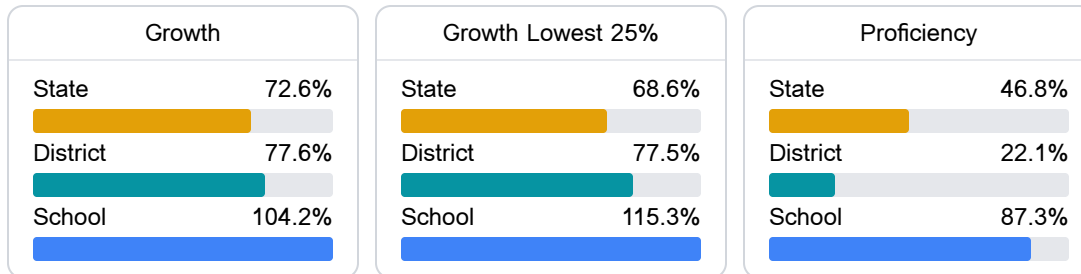 Growth
State 72.6%
District 77.6%
School 104.2%
Growth Lowest 25%
State 68.6%
District 77.5%
School 115.3%
Proficiency
State 46.8%
District 22.1%
School 87.3%